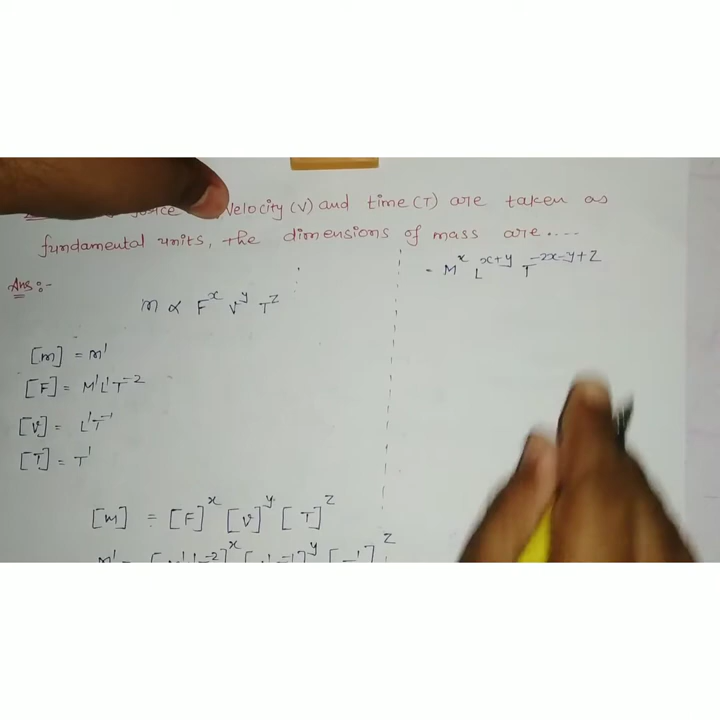 Velocity (V) and time (T) are taken as
fundamental units, the dimensions of mass are....
Ans:-
m ∝ F^x V^y T^z
[m] = M^1
[F] = M^1 L^1 T^-2
[V] = L^1 T^-1
[T] = T^1
[m] = [F]^x [V]^y [T]^z
= M^x L^x+y T^-2x-y+z